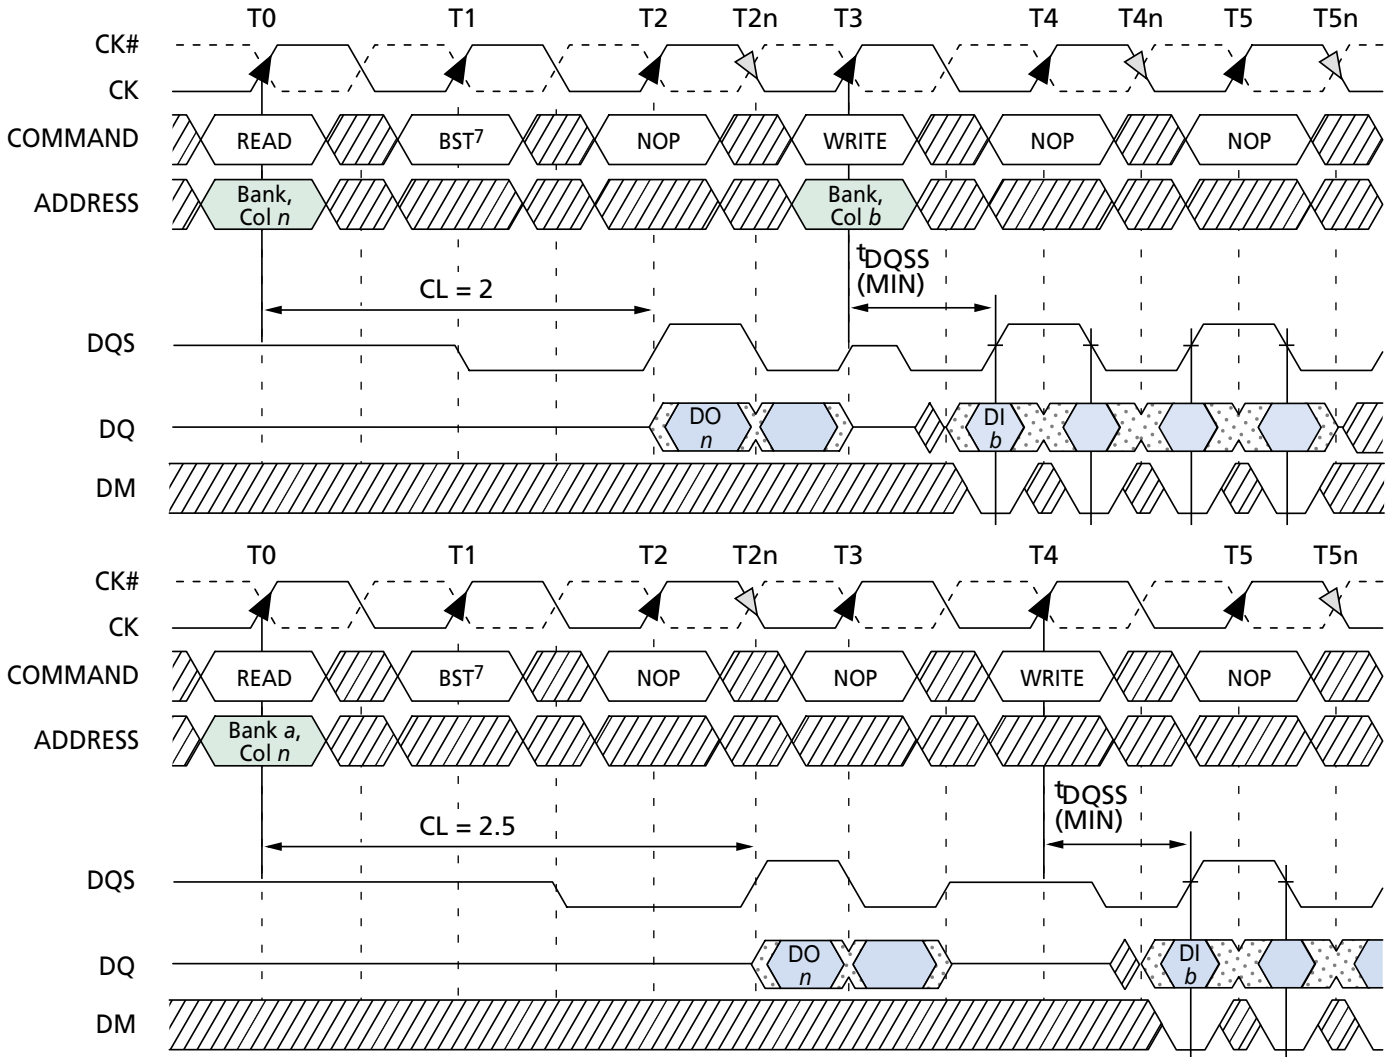 T0 T1 T2 T2n T3 T4 T4n T5 T5n
CK#
CK
COMMAND READ BST7 NOP WRITE NOP NOP
ADDRESS Bank, Col n Bank, Col b
CL = 2
tDQSS
(MIN)
DQS
DQ DO n DI b
DM
T0 T1 T2 T2n T3 T4 T5 T5n
CK#
CK
COMMAND READ BST7 NOP NOP WRITE NOP
ADDRESS Bank a, Col n
CL = 2.5
tDQSS
(MIN)
DQS
DQ DO n DI b
DM